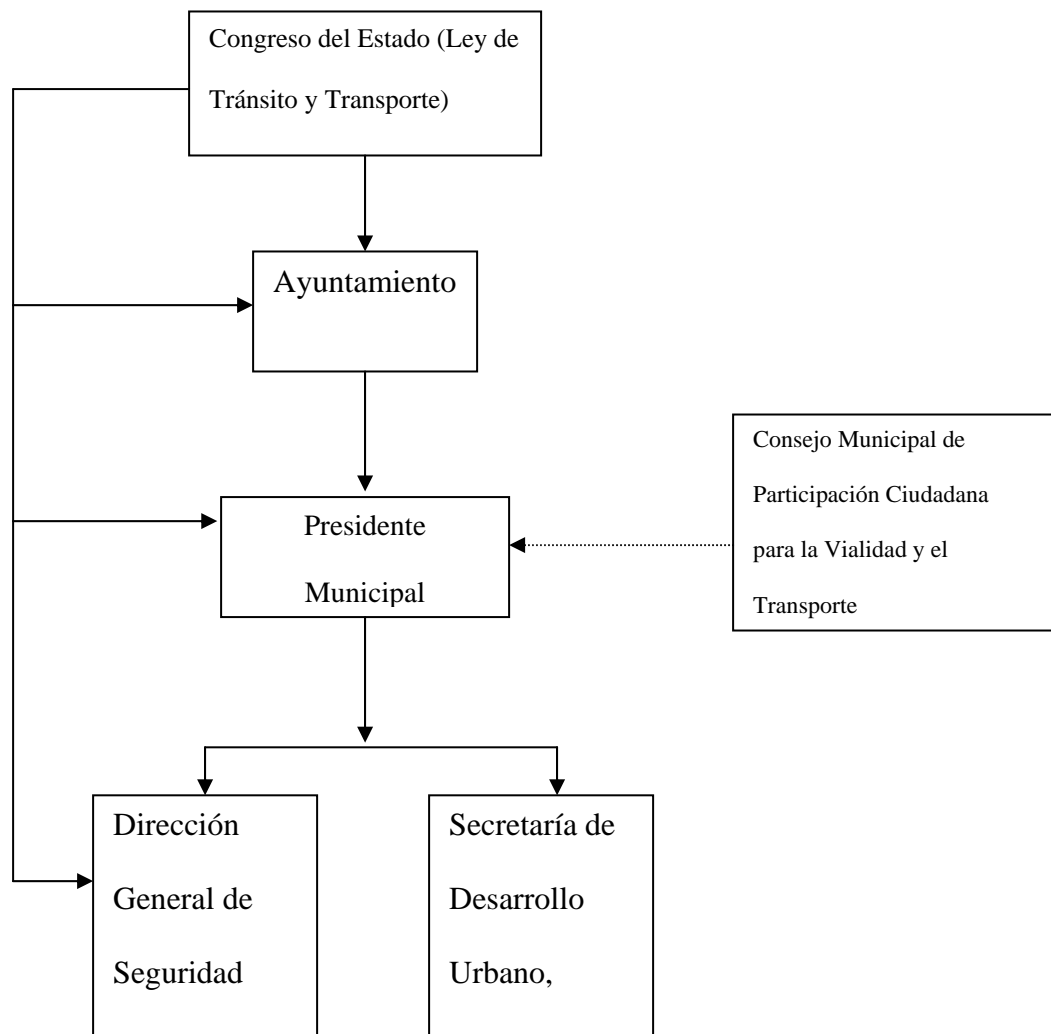 Congreso del Estado (Ley de
Tránsito y Transporte)
Ayuntamiento
Consejo Municipal de
Participación Ciudadana
para la Vialidad y el
Transporte
Presidente
Municipal
Dirección
General de
Seguridad
Secretaría de
Desarrollo
Urbano,